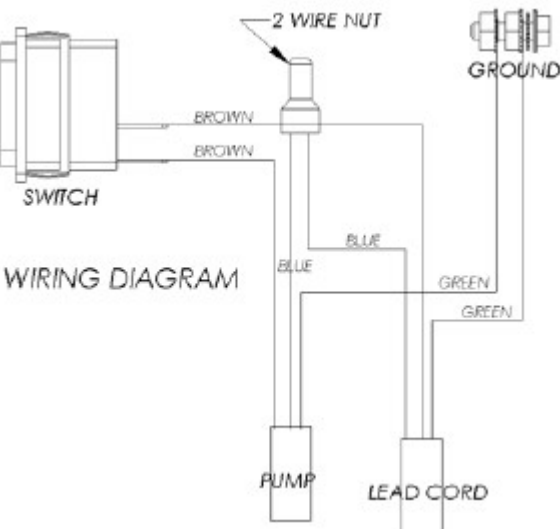 2 WIRE NUT
GROUND
BROWN
BROWN
SWITCH
BLUE
BLUE
WIRING DIAGRAM
GREEN
GREEN
PUMP
LEAD CORD